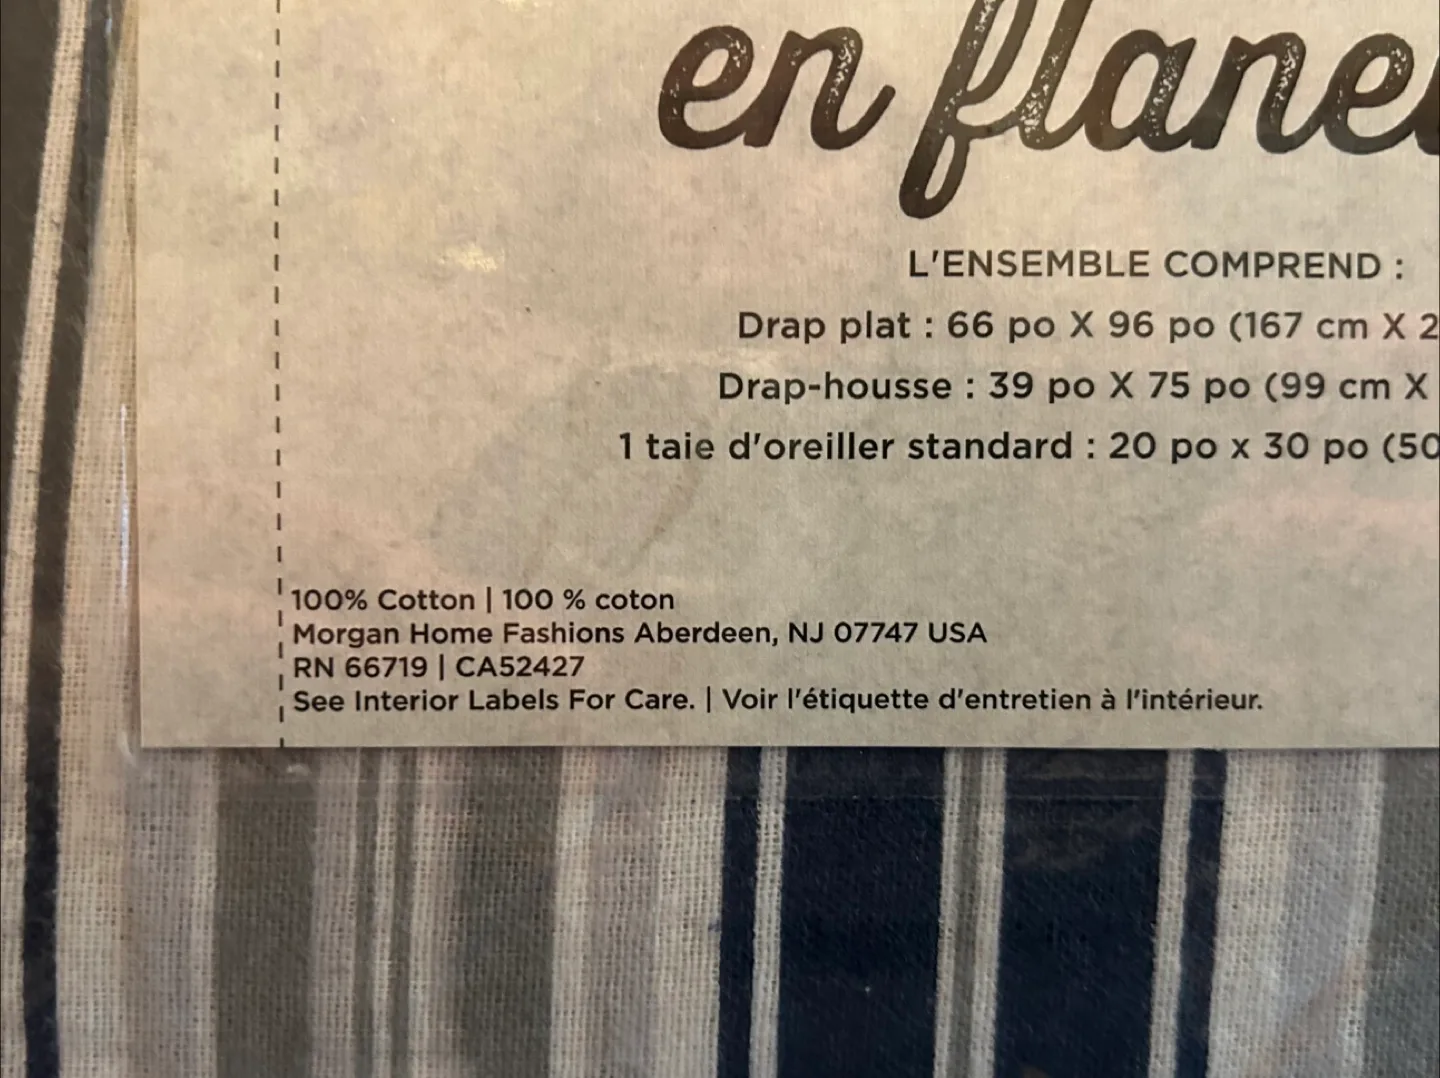 en flanel
L'ENSEMBLE COMPREND :
Drap plat : 66 po X 96 po (167 cm X 2
Drap-housse : 39 po X 75 po (99 cm X
1 taie d'oreiller standard : 20 po x 30 po (50
100% Cotton | 100 % coton
Morgan Home Fashions Aberdeen, NJ 07747 USA
RN 66719 | CA52427
See Interior Labels For Care. | Voir l'étiquette d'entretien à l'intérieur.